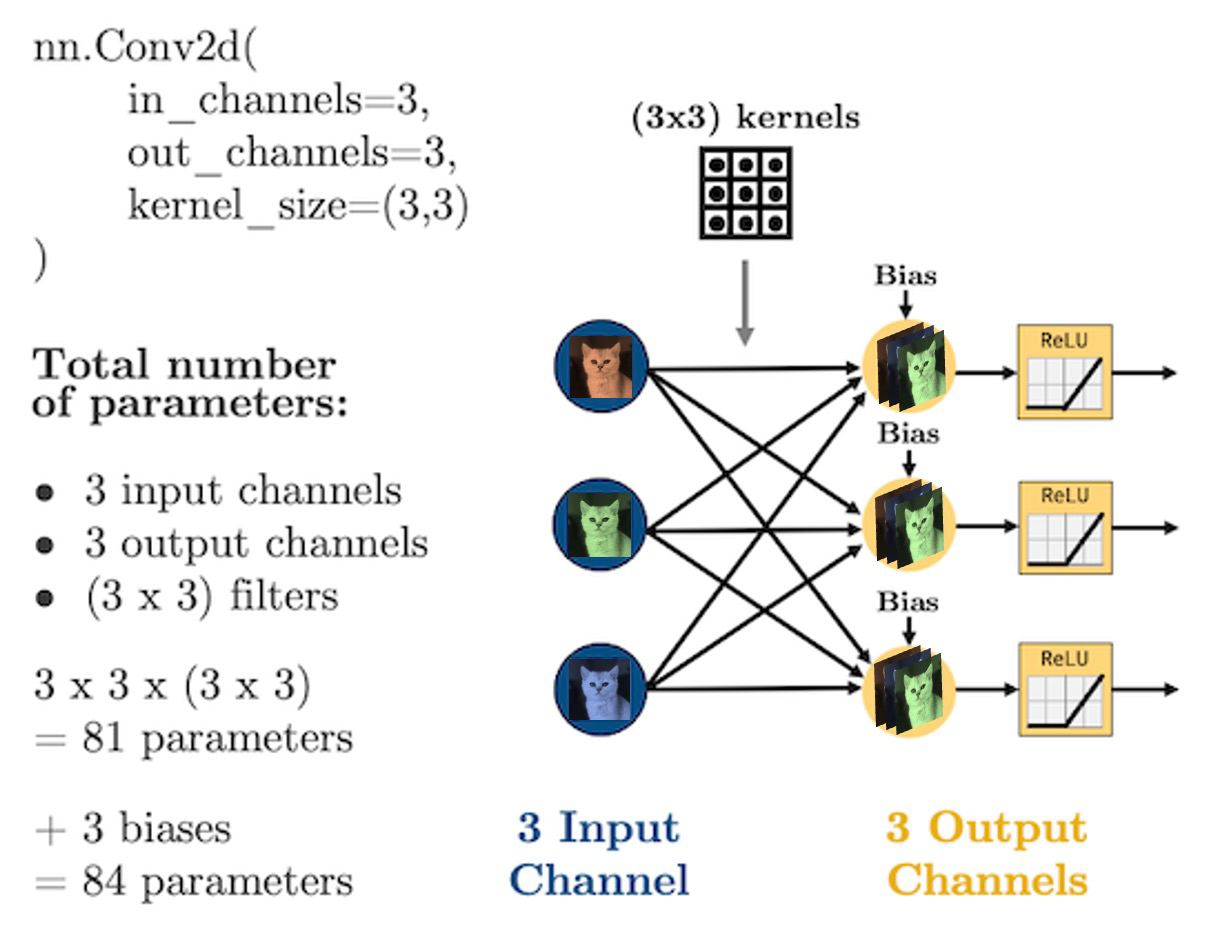 nn.Conv2d(
in_channels=3,
out_channels=3,
kernel_size=(3,3)
)
Total number
of parameters:
• 3 input channels
• 3 output channels
• (3 x 3) filters
3 x 3 x (3 x 3)
= 81 parameters
+ 3 biases
= 84 parameters
(3x3) kernels
Bias
ReLU
Bias
ReLU
Bias
ReLU
3 Input
Channel
3 Output
Channels